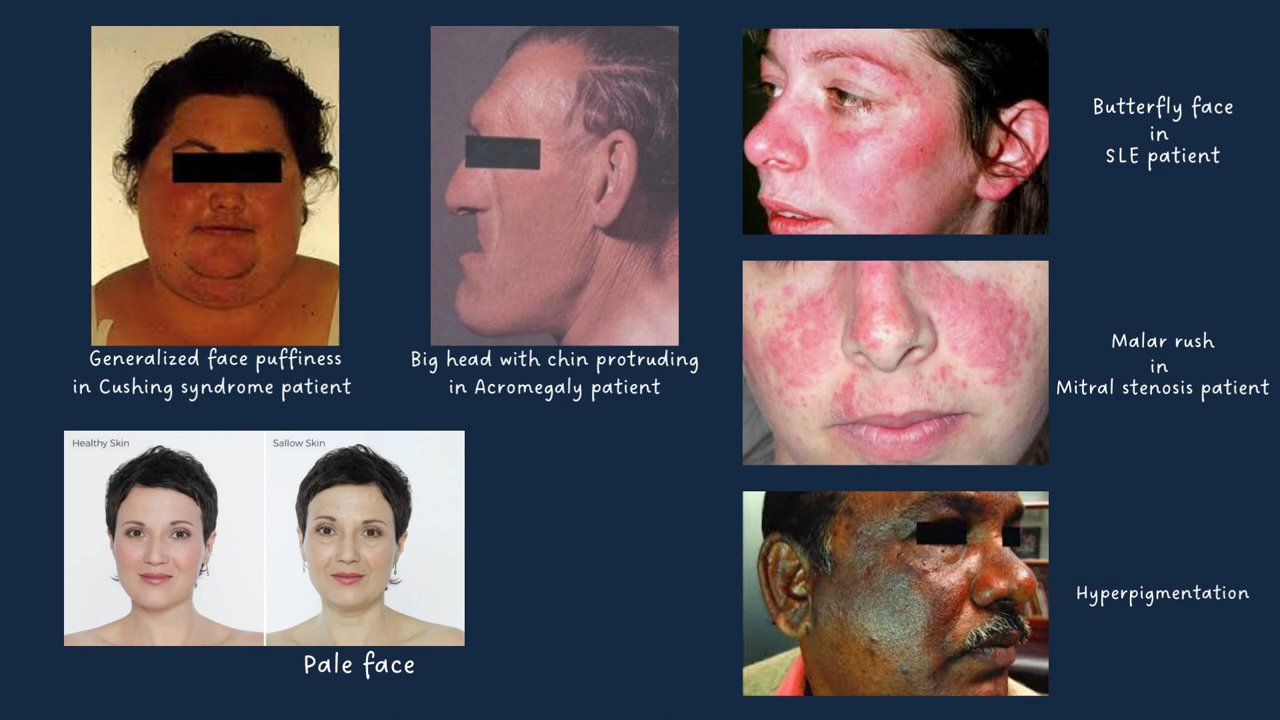 Generalized face puffiness
in Cushing syndrome patient
Big head with chin protruding
in Acromegaly patient
Butterfly face
in
SLE patient
Malar rush
in
Mitral stenosis patient
Healthy Skin
Sallow Skin
Pale face
Hyperpigmentation